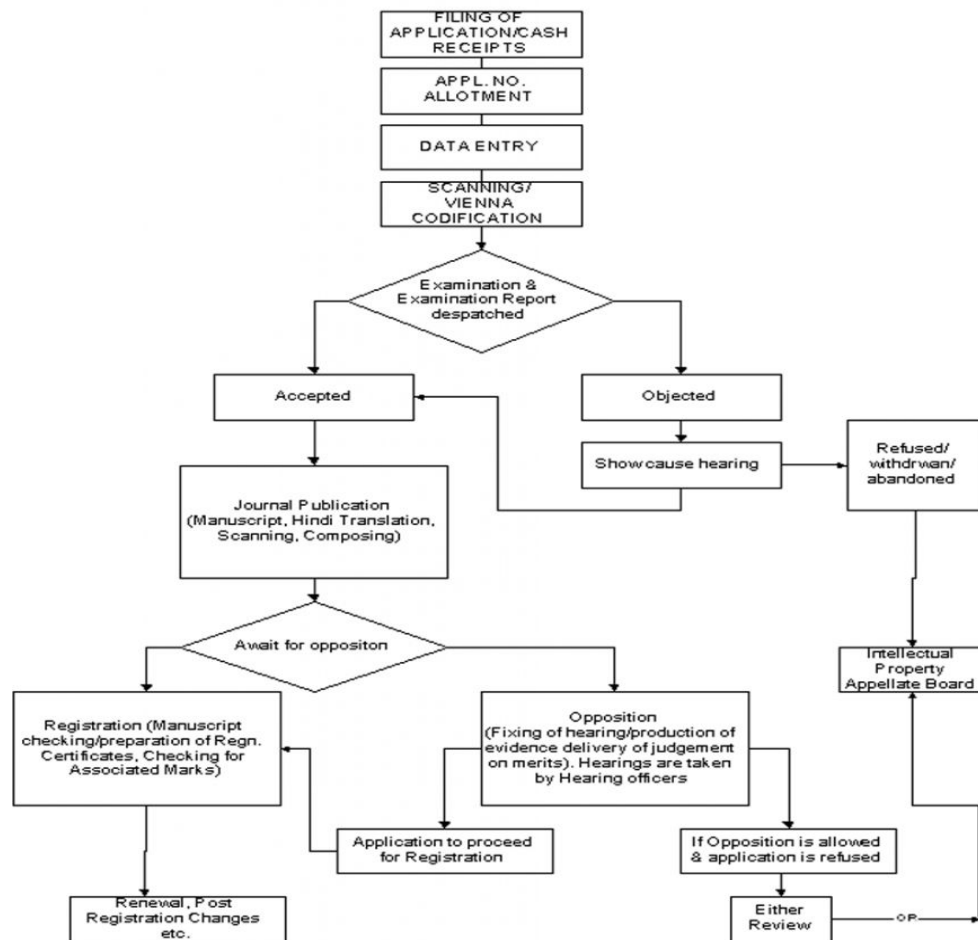 FILING OF
APPLICATION/CASH
RECEIPTS
APPL. NO.
ALLOTMENT
DATA ENTRY
SCANNING/
VIENNA
CODIFICATION
Examination &
Examination Report
despatched
Accepted
Objected
Show cause hearing
Refused/
withdrwan/
abandoned
Journal Publication
(Manuscript, Hindi Translation,
Scanning, Composing)
Await for oppositon
Intellectual
Property
Appellate Board
Registration (Manuscript
checking/preparation of Regn.
Certificates, Checking for
Associated Marks)
Opposition
(Fixing of hearing/production of
evidence delivery of judgement
on merits). Hearings are taken
by Hearing officers
Application to proceed
for Registration
If Opposition is allowed
& application is refused
Renewal, Post
Registration Changes
etc.
Either
Review
OR